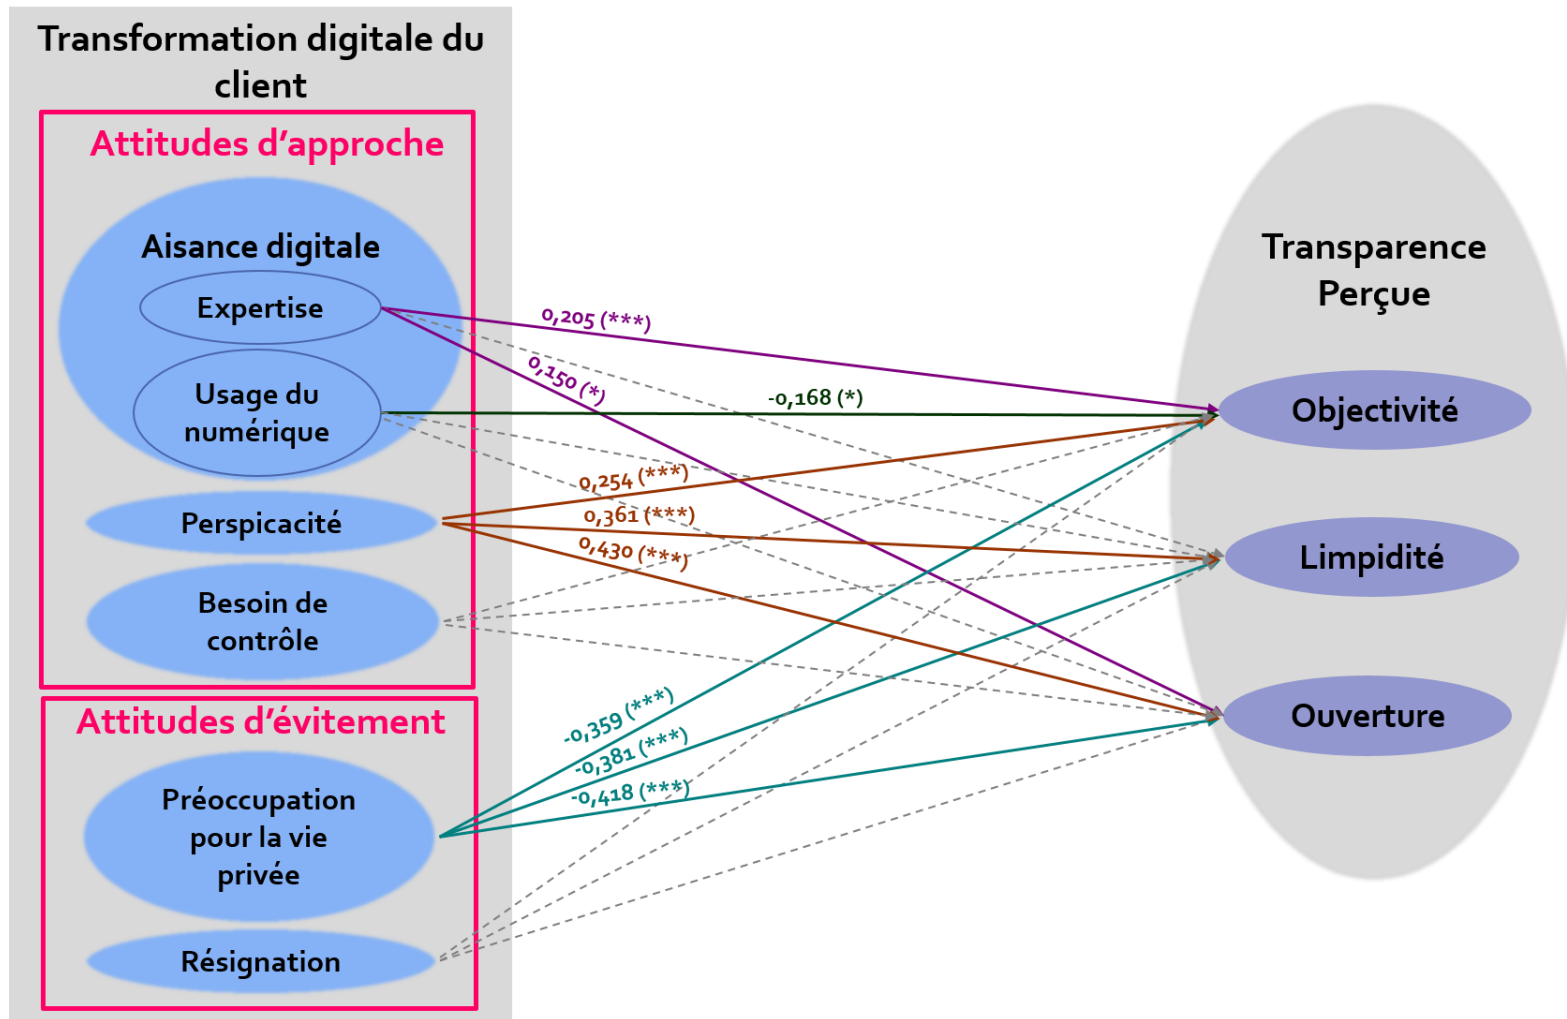 Transformation digitale du
client
Attitudes d'approche
Aisance digitale
Expertise
Usage du
numérique
Perspicacité
Besoin de
contrôle
Attitudes d'évitement
Préoccupation
pour la vie
privée
Résignation
0,205 (***)
0,150 (*)
-0,168 (*)
0,254 (***)
0,361 (***)
0,430 (***)
-0,359 (***)
-0,381 (***)
-0,418 (***)
Transparence
Perçue
Objectivité
Limpidité
Ouverture